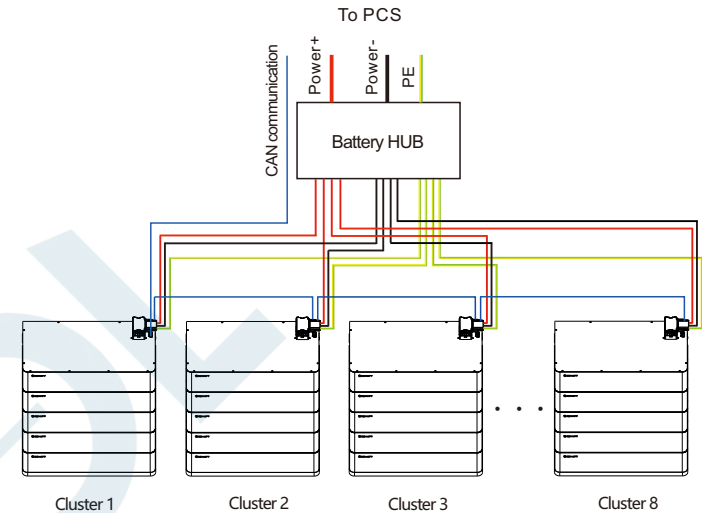 To PCS
CAN communication
Power+
Power-
PE
Battery HUB
. . .
Cluster 1
Cluster 2
Cluster 3
Cluster 8